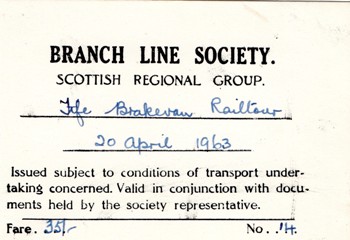 BRANCH LINE SOCIETY.
SCOTTISH REGIONAL GROUP.
Fife Brakevan Railtour
20 April 1963
Issued subject to conditions of transport under-
taking concerned. Valid in conjunction with docu-
ments held by the society representative.
Fare. 35/- No. 14.